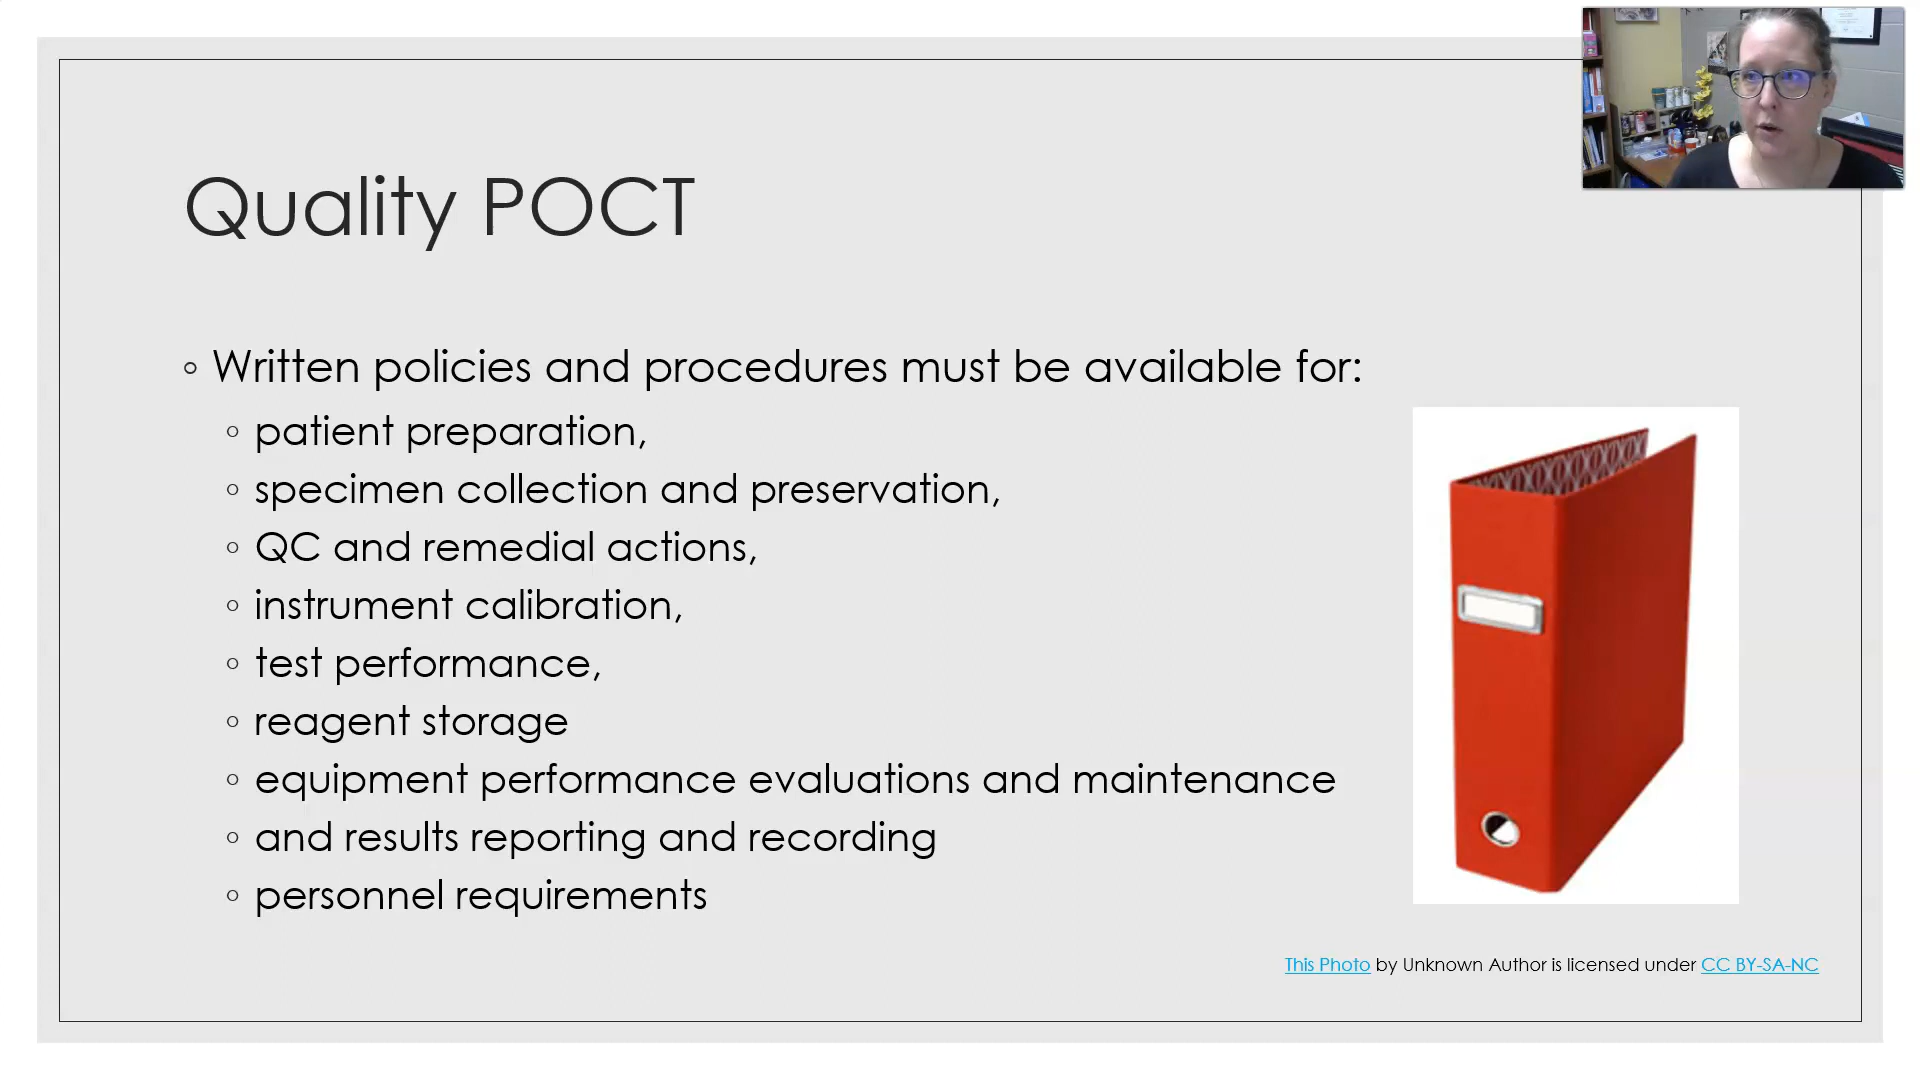 Quality POCT
Written policies and procedures must be available for:
patient preparation,
specimen collection and preservation,
QC and remedial actions,
instrument calibration,
test performance,
reagent storage
equipment performance evaluations and maintenance
and results reporting and recording
personnel requirements
This Photo by Unknown Author is licensed under CC BY-SA-NC